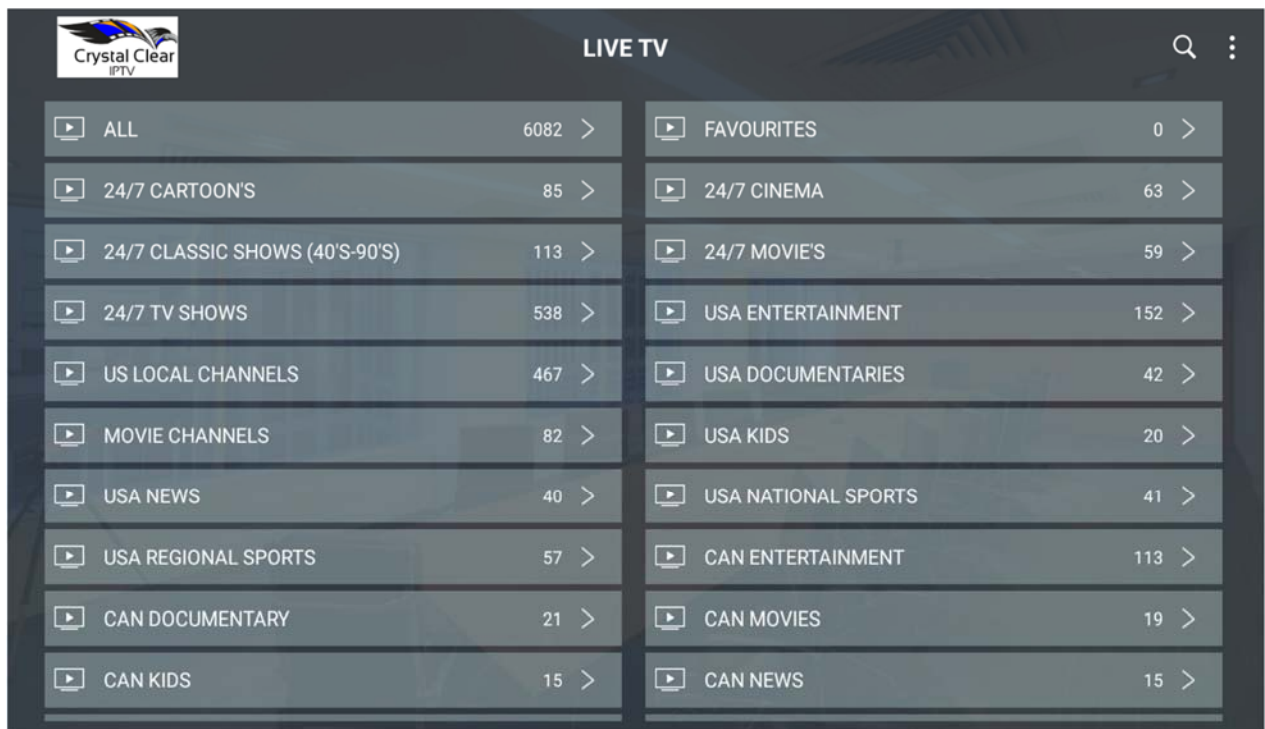 Crystal Clear
IPTV
LIVE TV
ALL 6082
FAVOURITES 0
24/7 CARTOON'S 85
24/7 CINEMA 63
24/7 CLASSIC SHOWS (40'S-90'S) 113
24/7 MOVIE'S 59
24/7 TV SHOWS 538
USA ENTERTAINMENT 152
US LOCAL CHANNELS 467
USA DOCUMENTARIES 42
MOVIE CHANNELS 82
USA KIDS 20
USA NEWS 40
USA NATIONAL SPORTS 41
USA REGIONAL SPORTS 57
CAN ENTERTAINMENT 113
CAN DOCUMENTARY 21
CAN MOVIES 19
CAN KIDS 15
CAN NEWS 15